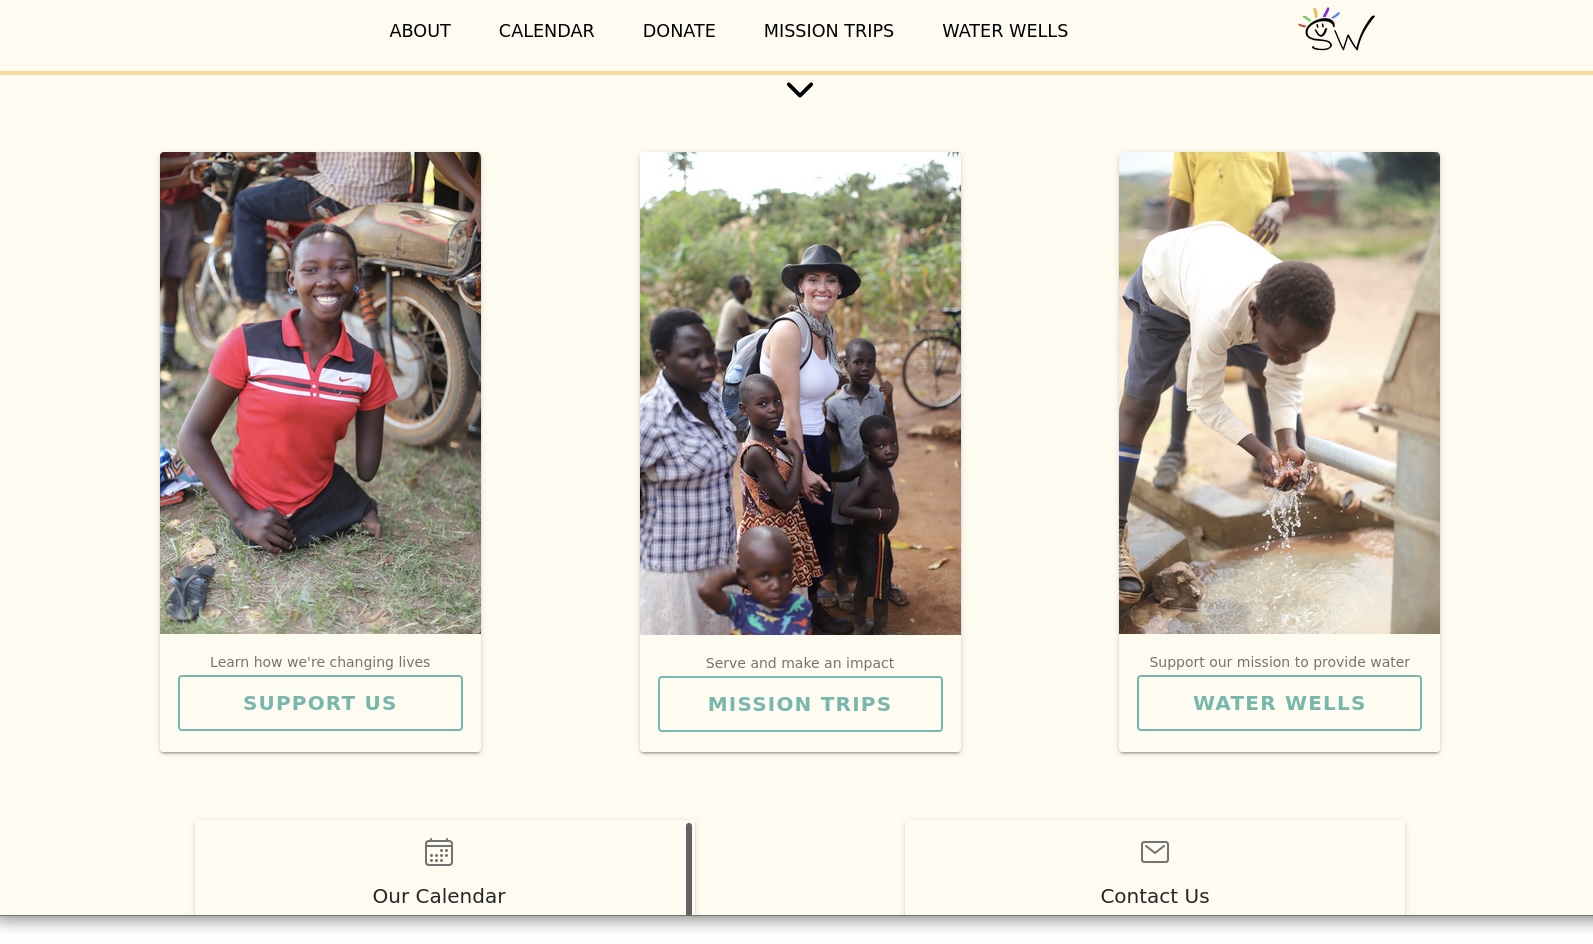 ABOUT CALENDAR DONATE MISSION TRIPS WATER WELLS SW
Learn how we're changing lives
SUPPORT US
Serve and make an impact
MISSION TRIPS
Support our mission to provide water
WATER WELLS
Our Calendar
Contact Us